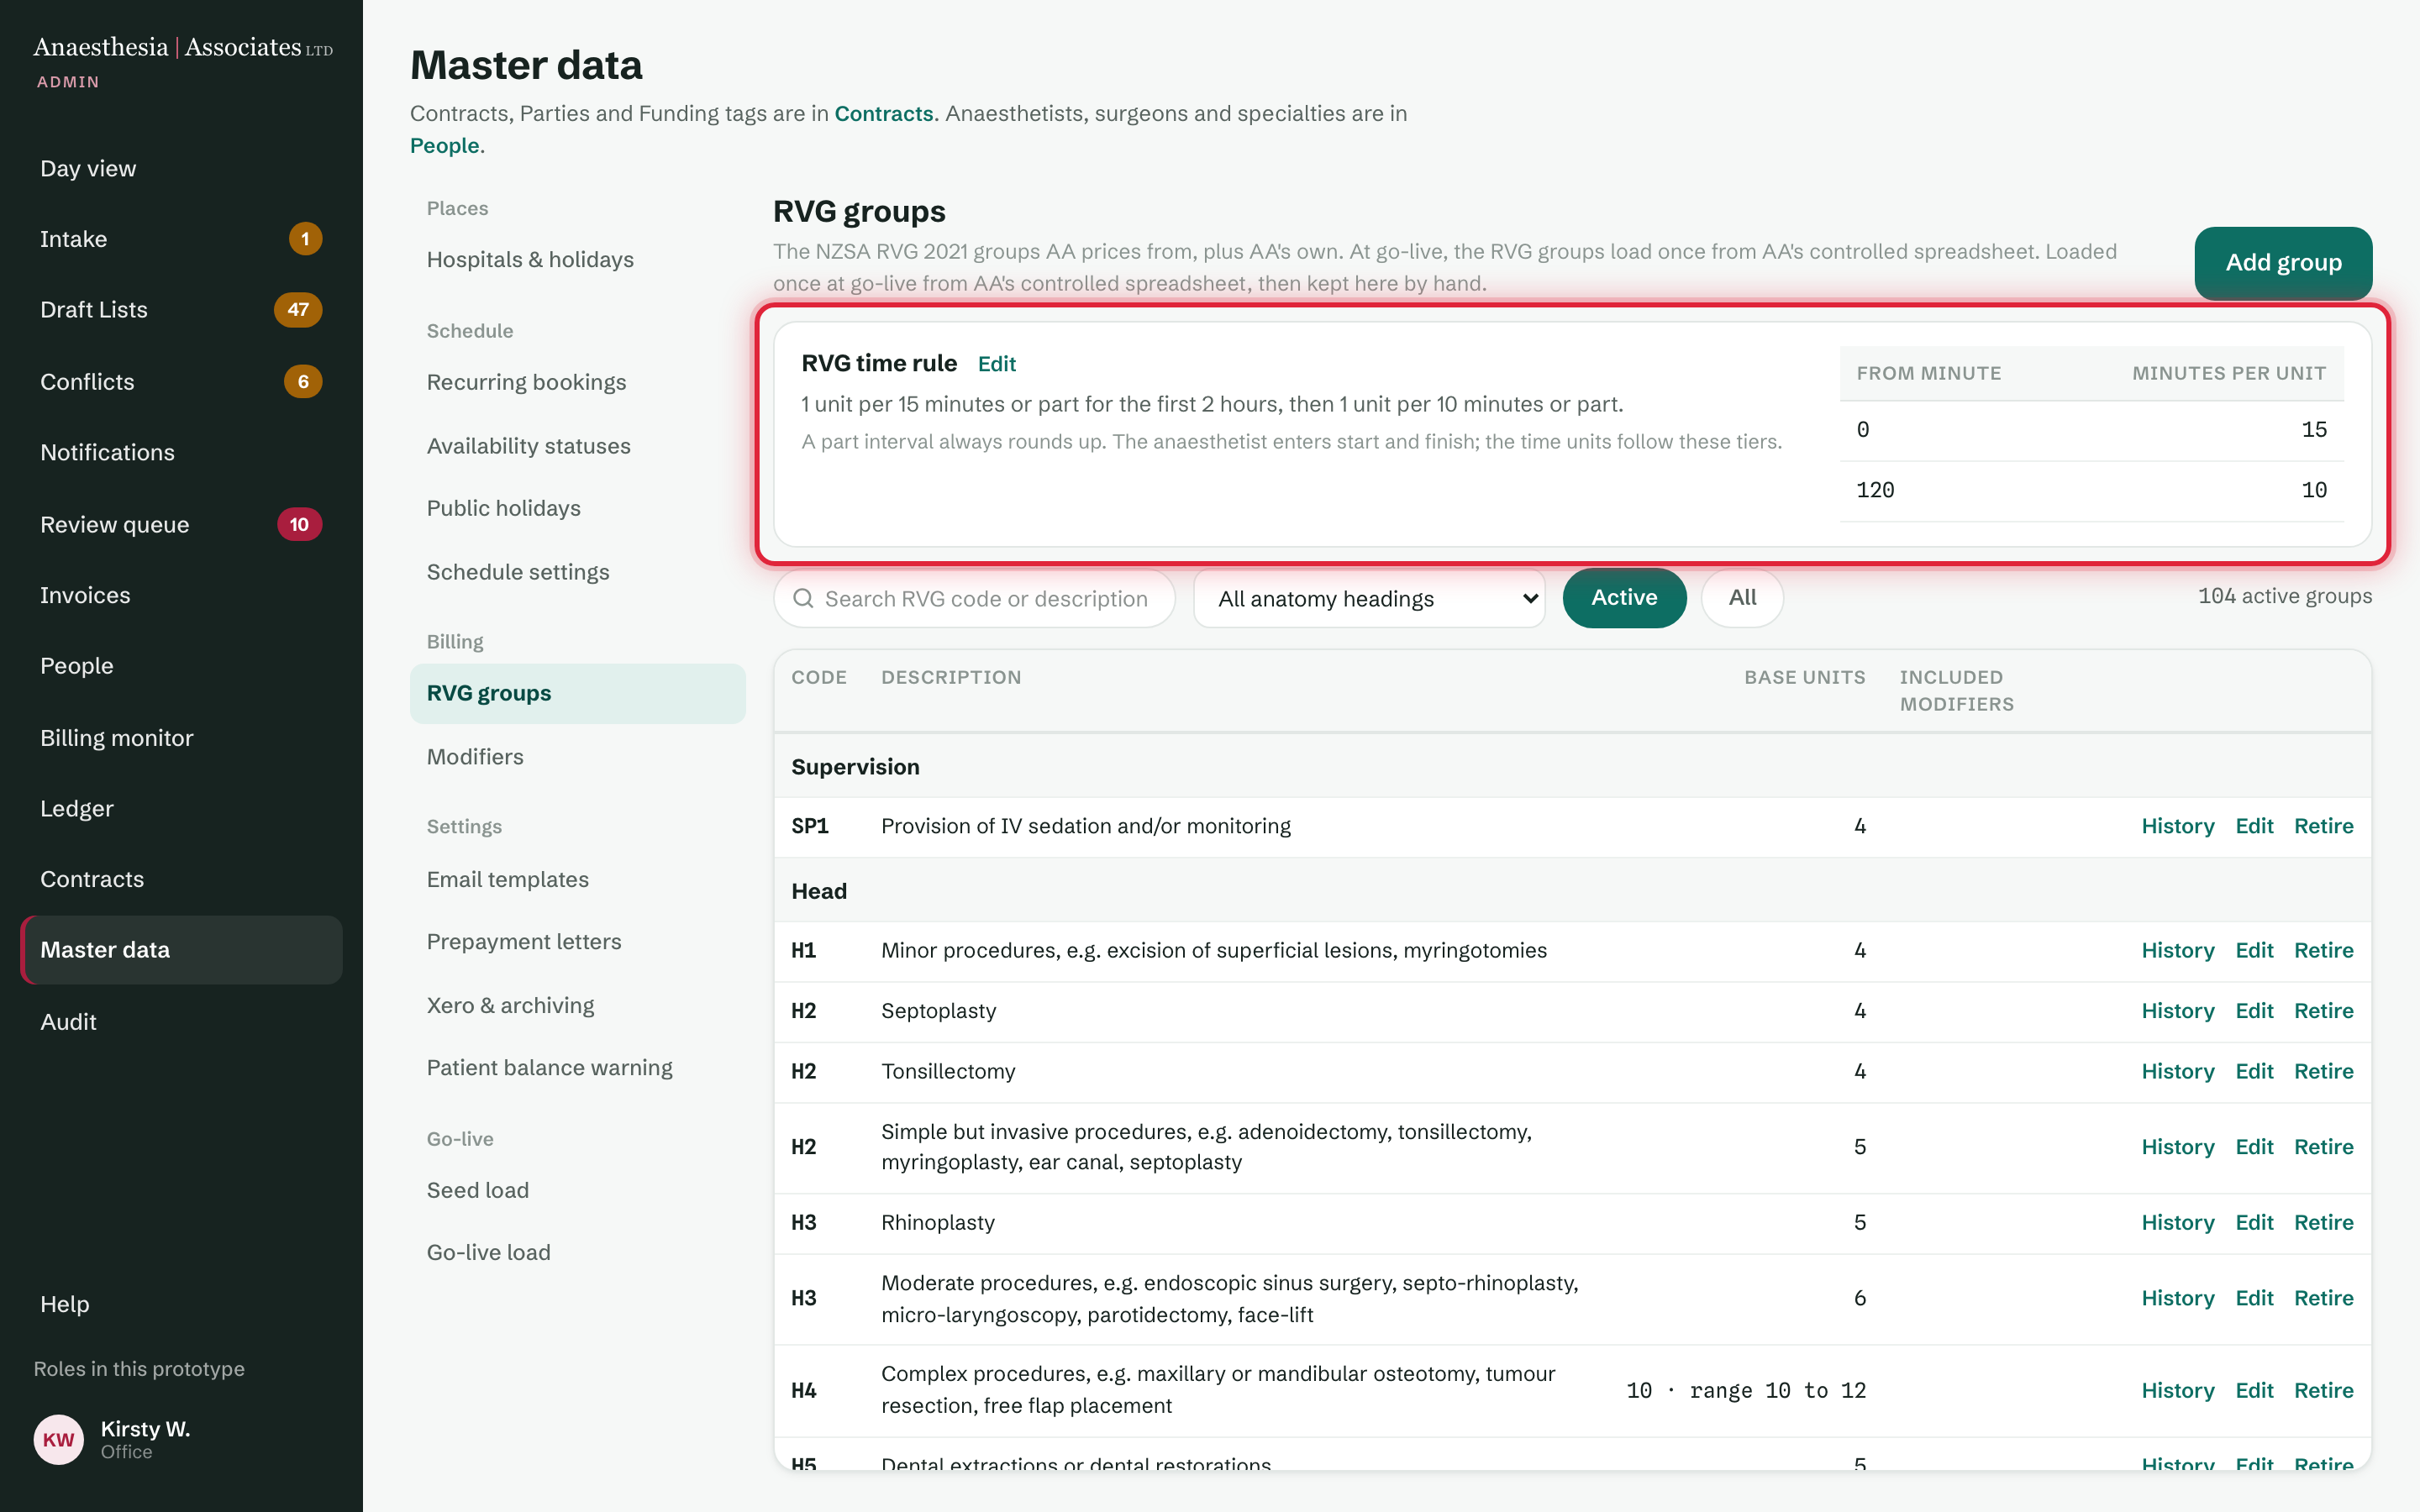 Anaesthesia | Associates LTD
ADMIN
Day view
Intake 1
Draft Lists 47
Conflicts 6
Notifications
Review queue 10
Invoices
People
Billing monitor
Ledger
Contracts
Master data
Audit
Help
Roles in this prototype
KW Kirsty W.
Office
Master data
Contracts, Parties and Funding tags are in Contracts. Anaesthetists, surgeons and specialties are in
People.
Places
Hospitals & holidays
Schedule
Recurring bookings
Availability statuses
Public holidays
Schedule settings
Billing
RVG groups
Modifiers
Settings
Email templates
Prepayment letters
Xero & archiving
Patient balance warning
Go-live
Seed load
Go-live load
RVG groups
The NZSA RVG 2021 groups AA prices from, plus AA's own. At go-live, the RVG groups load once from AA's controlled spreadsheet. Loaded
once at go-live from AA's controlled spreadsheet, then kept here by hand.
Add group
RVG time rule Edit
1 unit per 15 minutes or part for the first 2 hours, then 1 unit per 10 minutes or part.
A part interval always rounds up. The anaesthetist enters start and finish; the time units follow these tiers.
FROM MINUTE MINUTES PER UNIT
0 15
120 10
Search RVG code or description
All anatomy headings
Active
All
104 active groups
CODE DESCRIPTION BASE UNITS INCLUDED
MODIFIERS
Supervision
SP1 Provision of IV sedation and/or monitoring 4 History Edit Retire
Head
H1 Minor procedures, e.g. excision of superficial lesions, myringotomies 4 History Edit Retire
H2 Septoplasty 4 History Edit Retire
H2 Tonsillectomy 4 History Edit Retire
H2 Simple but invasive procedures, e.g. adenoidectomy, tonsillectomy,
myringoplasty, ear canal, septoplasty 5 History Edit Retire
H3 Rhinoplasty 5 History Edit Retire
H3 Moderate procedures, e.g. endoscopic sinus surgery, septo-rhinoplasty,
micro-laryngoscopy, parotidectomy, face-lift 6 History Edit Retire
H4 Complex procedures, e.g. maxillary or mandibular osteotomy, tumour
resection, free flap placement 10 · range 10 to 12 History Edit Retire
H5 Dental extractions or dental restorations 5 History Edit Retire